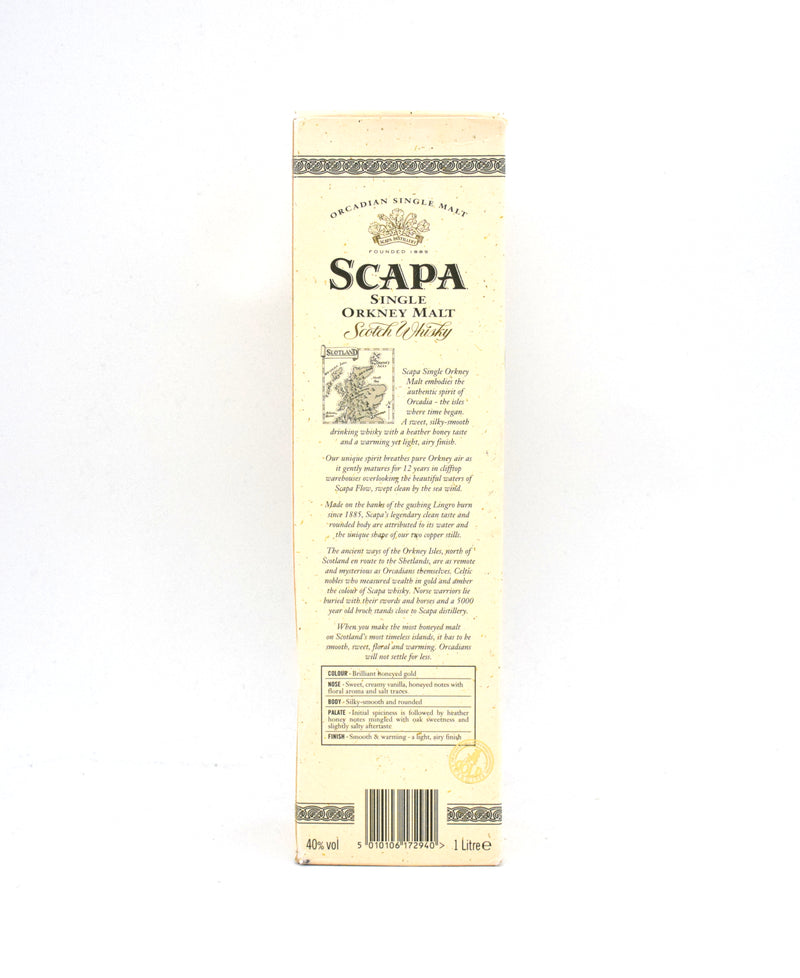 ORCADIAN SINGLE MALT
SCAPA DISTILLERY
FOUNDED 1885
SCAPA
SINGLE
ORKNEY MALT
Scotch Whisky
SCOTLAND
Scapa Single Orkney
Malt embodies the
authentic spirit of
Orcadia - the isles
where time began.
A sweet, silky-smooth
drinking whisky with a heather honey taste
and a warming yet light, airy finish.
Our unique spirit breathes pure Orkney air as
it gently matures for 12 years in clifftop
warehouses overlooking the beautiful waters of
Scapa Flow, swept clean by the sea wind.
Made on the banks of the gushing Lingro burn
since 1885, Scapa's legendary clean taste and
rounded body are attributed to its water and
the unique shape of our two copper stills.
The ancient ways of the Orkney Isles, north of
Scotland en route to the Shetlands, are as remote
and mysterious as Orcadians themselves. Celtic
nobles who measured wealth in gold and amber
the colour of Scapa whisky. Norse warriors lie
buried with their swords and horses and a 5000
year old broch stands close to Scapa distillery.
When you make the most honeyed malt
on Scotland's most timeless islands, it has to be
smooth, sweet, floral and warming. Orcadians
will not settle for less.
COLOUR - Brilliant honeyed gold
NOSE - Sweet, creamy vanilla, honeyed notes with
floral aroma and salt traces.
BODY - Silky-smooth and rounded
PALATE - Initial spiciness is followed by heather
honey notes mingled with oak sweetness and
slightly salty aftertaste
FINISH - Smooth & warming - a light, airy finish
40% vol
5 010106 172940 >
1 Litre e